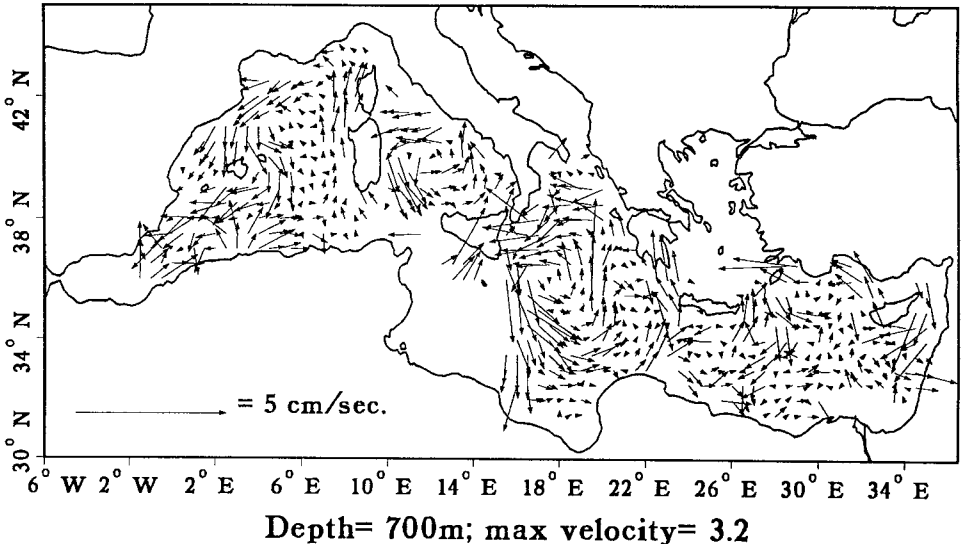 42° N
38° N
34° N
30° N
= 5 cm/sec.
6° W 2° W 2° E 6° E 10° E 14° E 18° E 22° E 26° E 30° E 34° E
Depth= 700m; max velocity= 3.2